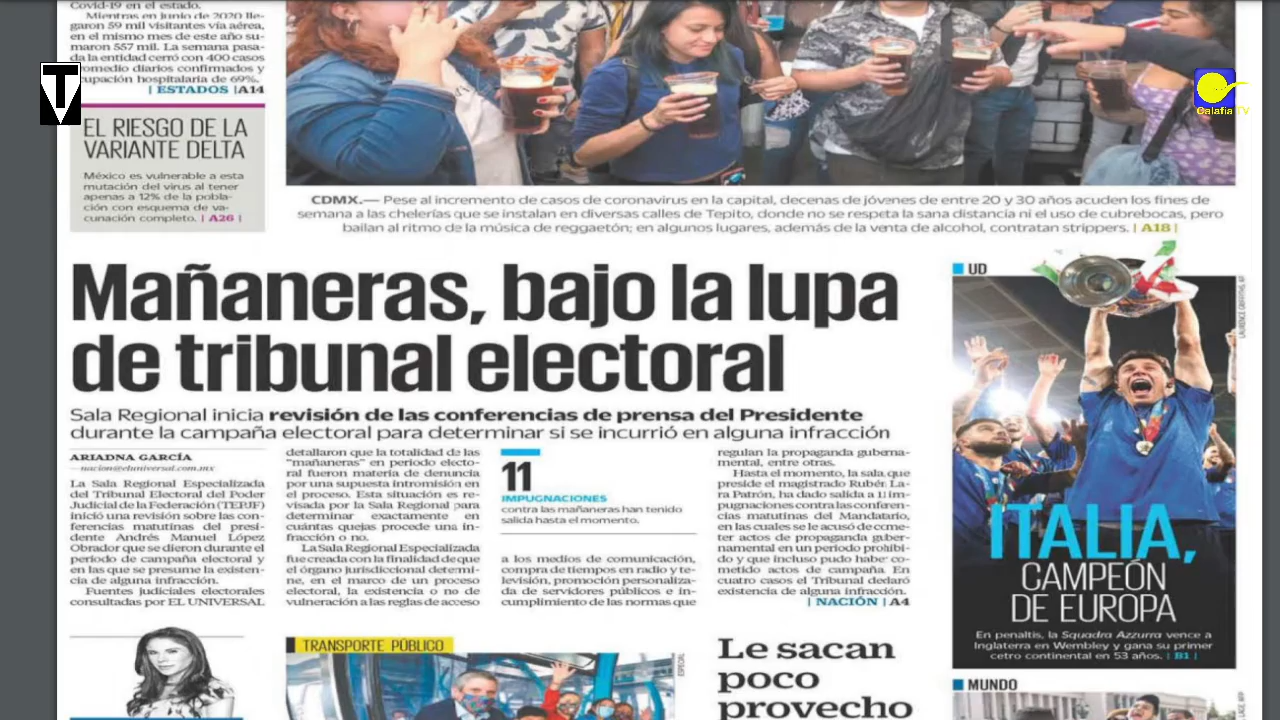 Covid-19 en el estado.
Mientras en junio de 2020 lle-
garon 59 mil visitantes vía aérea,
en el mismo mes de este año su-
maron 557 mil. La semana pasa-
da la entidad cerró con 400 casos
promedio diarios confirmados y
ocupación hospitalaria de 69%.
| ESTADOS | A14
T
Calafia TV
EL RIESGO DE LA
VARIANTE DELTA
México es vulnerable a esta
mutación del virus al tener
apenas a 12% de la pobla-
ción con esquema de va-
cunación completo. | A26 |
CDMX.— Pese al incremento de casos de coronavirus en la capital, decenas de jóvenes de entre 20 y 30 años acuden los fines de
semana a las chelerías que se instalan en diversas calles de Tepito, donde no se respeta la sana distancia ni el uso de cubrebocas, pero
bailan al ritmo de la música de reggaetón; en algunos lugares, además de la venta de alcohol, contratan strippers. | A18 |
Mañaneras, bajo la lupa
de tribunal electoral
Sala Regional inicia revisión de las conferencias de prensa del Presidente
durante la campaña electoral para determinar si se incurrió en alguna infracción
ARIADNA GARCÍA
—nacion@eluniversal.com.mx
La Sala Regional Especializada
del Tribunal Electoral del Poder
Judicial de la Federación (TEPJF)
inició una revisión sobre las con-
ferencias matutinas del presi-
dente Andrés Manuel López
Obrador que se dieron durante el
periodo de campaña electoral y
en las que se presume la existen-
cia de alguna infracción.
Fuentes judiciales electorales
consultadas por EL UNIVERSAL
detallaron que la totalidad de las
"mañaneras" en periodo electo-
ral fueron materia de denuncia
por una supuesta intromisión en
el proceso. Esta situación es re-
visada por la Sala Regional para
determinar exactamente en
cuántas quejas procede una in-
fracción o no.
La Sala Regional Especializada
fue creada con la finalidad de que
el órgano jurisdiccional determi-
ne, en el marco de un proceso
electoral, la existencia o no de
vulneración a las reglas de acceso
11
IMPUGNACIONES
contra las mañaneras han tenido
salida hasta el momento.
a los medios de comunicación,
compra de tiempos en radio y te-
levisión, promoción personaliza-
da de servidores públicos e in-
cumplimiento de las normas que
regulan la propaganda guberna-
mental, entre otras.
Hasta el momento, la sala que
preside el magistrado Rubén La-
ra Patrón, ha dado salida a 11 im-
pugnaciones contra las conferen-
cias matutinas del Mandatario,
en las cuales se le acusó de come-
ter actos de propaganda guber-
namental en un periodo prohibi-
do y que incluso pudo haber co-
metido actos de campaña. En
cuatro casos el Tribunal declaró
existencia de alguna infracción.
| NACIÓN | A4
UD
ITALIA,
CAMPEÓN
DE EUROPA
En penaltis, la Squadra Azzurra vence a
Inglaterra en Wembley y gana su primer
cetro continental en 53 años. | B1 |
TRANSPORTE PÚBLICO
ESPECIAL
Le sacan
poco
provecho
MUNDO